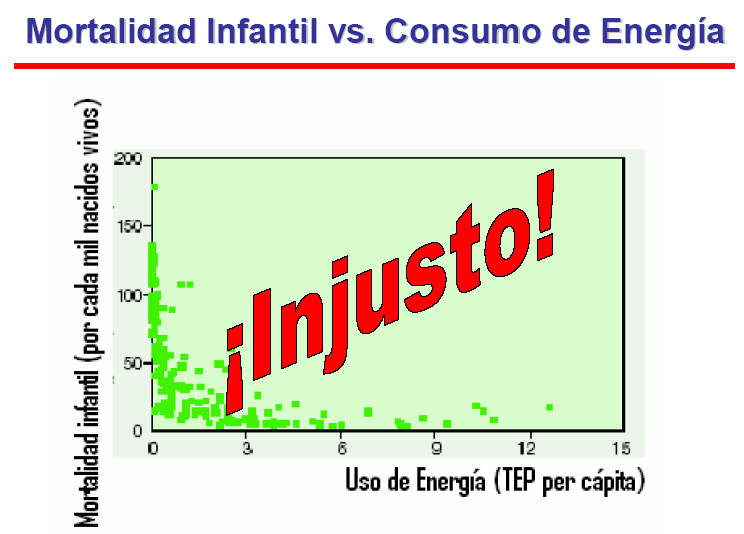 Mortalidad Infantil vs. Consumo de Energía
Mortalidad infantil (por cada mil nacidos vivos)
200
150
100
50
0
¡Injusto!
0 3 6 9 12 15
Uso de Energía (TEP per cápita)